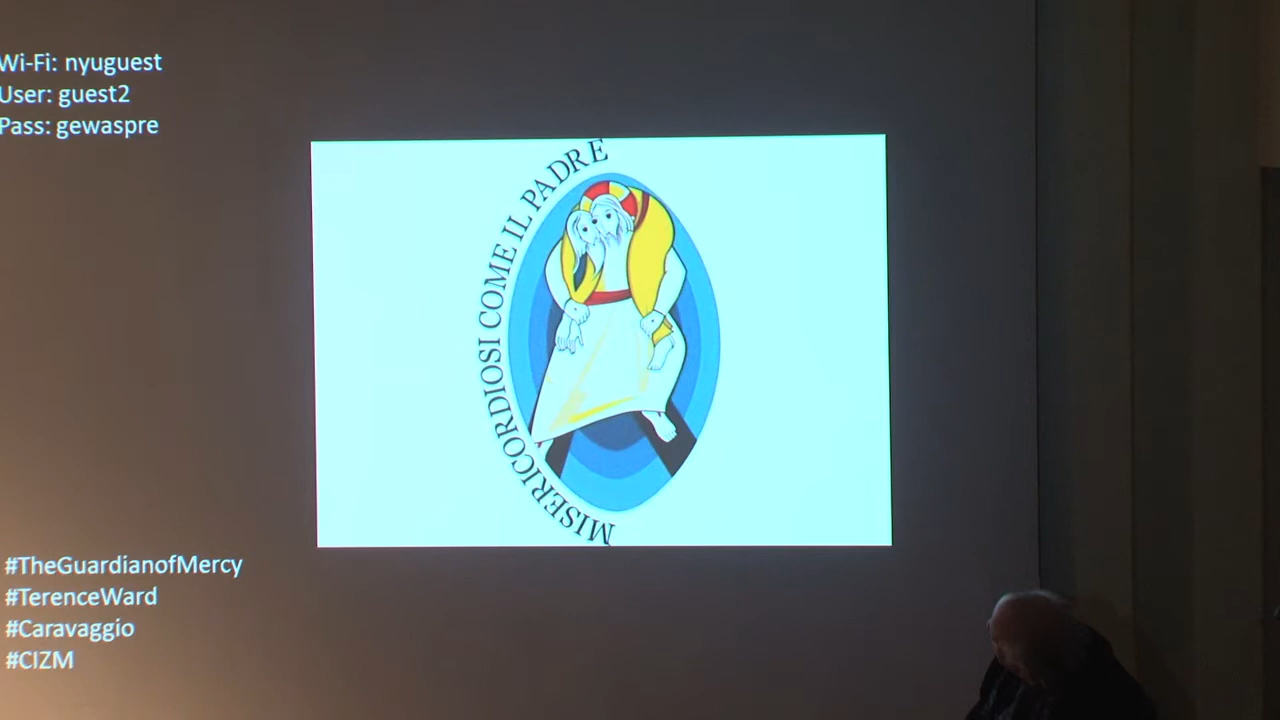 Wi-Fi: nyuguest
User: guest2
Pass: gewaspre
MISERICORDIOSI COME IL PADRE
#TheGuardianofMercy
#TerenceWard
#Caravaggio
#CIZM